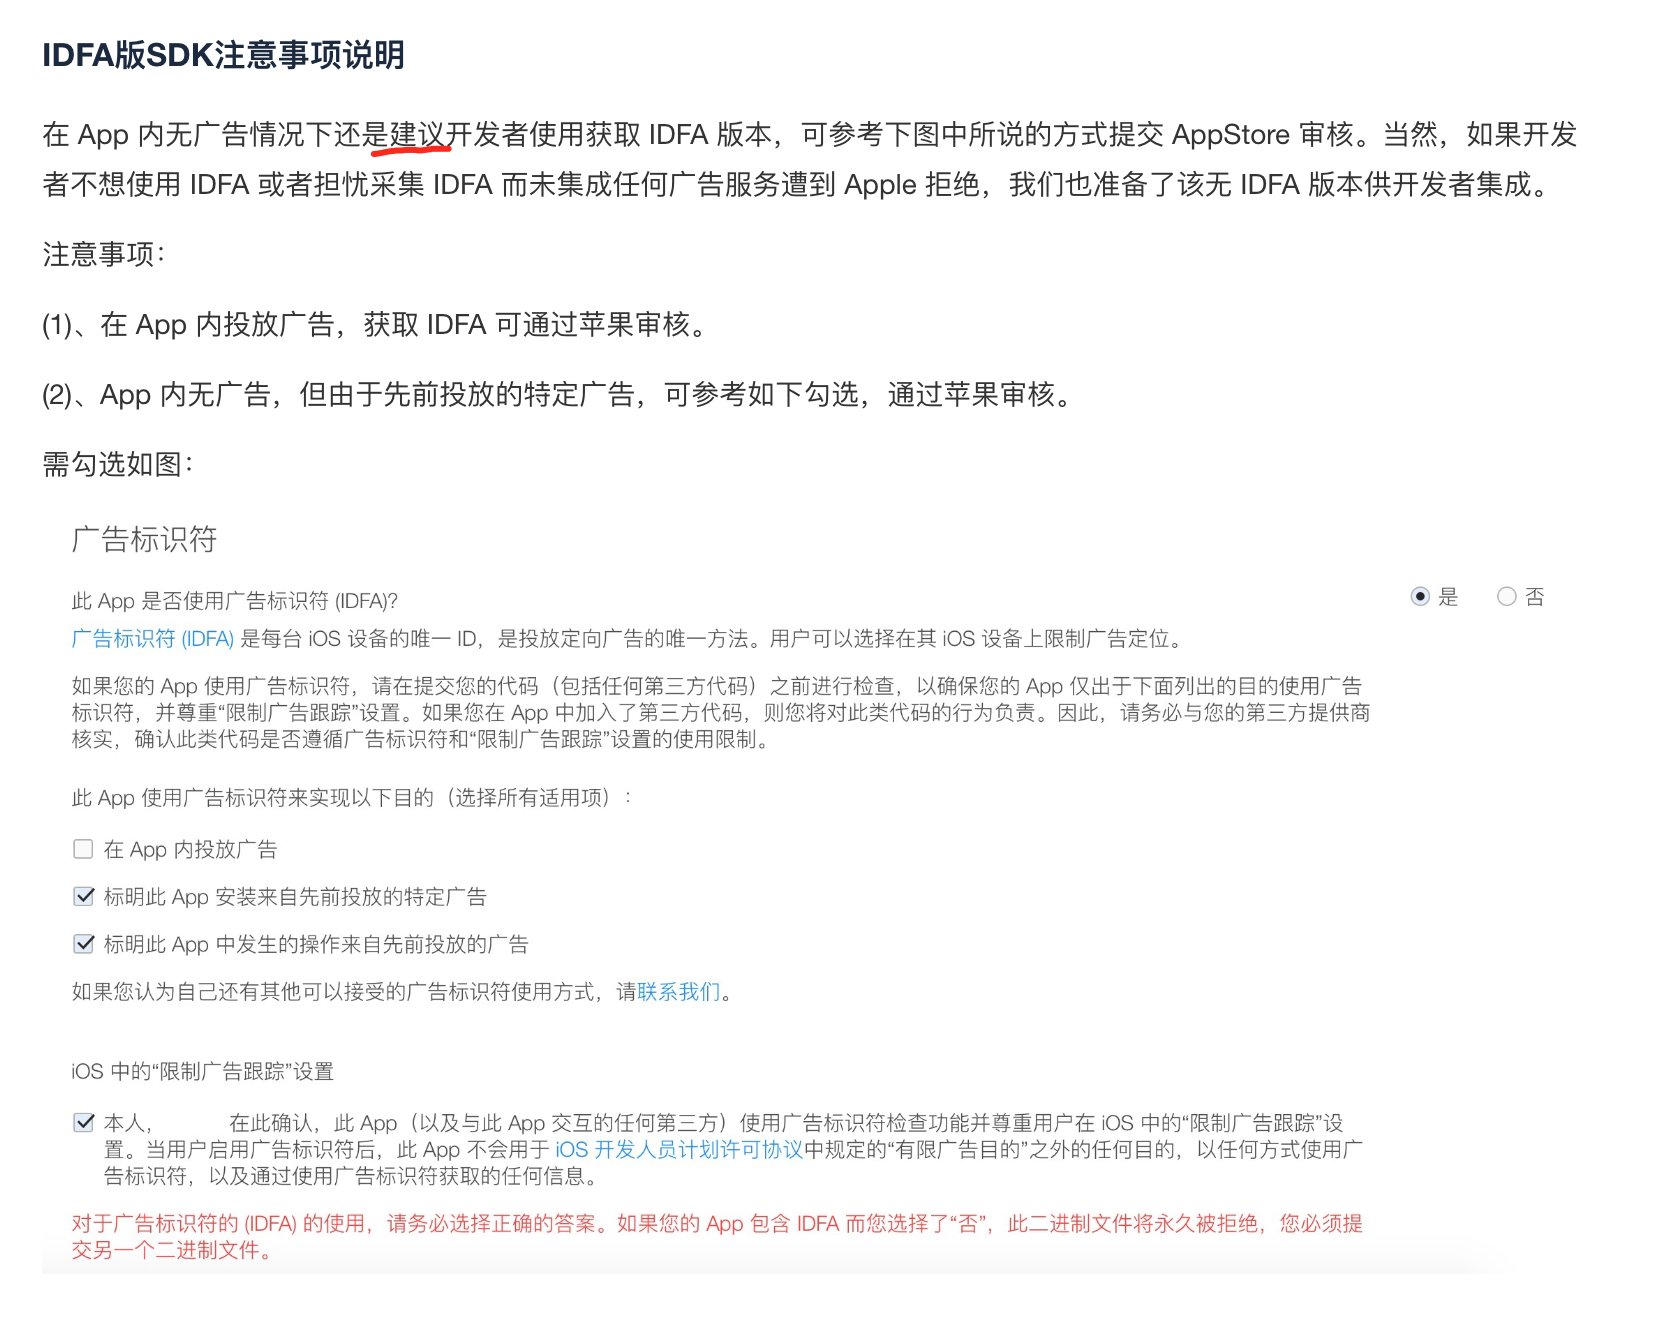 IDFA版SDK注意事项说明
在 App 内无广告情况下还是建议开发者使用获取 IDFA 版本，可参考下图中所说的方式提交 AppStore 审核。当然，如果开发
者不想使用 IDFA 或者担忧采集 IDFA 而未集成任何广告服务遭到 Apple 拒绝，我们也准备了该无 IDFA 版本供开发者集成。
注意事项：
(1)、在 App 内投放广告，获取 IDFA 可通过苹果审核。
(2)、App 内无广告，但由于先前投放的特定广告，可参考如下勾选，通过苹果审核。
需勾选如图：
广告标识符
此 App 是否使用广告标识符 (IDFA)? 是 否
广告标识符 (IDFA) 是每台 iOS 设备的唯一 ID，是投放定向广告的唯一方法。用户可以选择在其 iOS 设备上限制广告定位。
如果您的 App 使用广告标识符，请在提交您的代码（包括任何第三方代码）之前进行检查，以确保您的 App 仅出于下面列出的目的使用广告
标识符，并尊重“限制广告跟踪”设置。如果您在 App 中加入了第三方代码，则您将对此类代码的行为负责。因此，请务必与您的第三方提供商
核实，确认此类代码是否遵循广告标识符和“限制广告跟踪”设置的使用限制。
此 App 使用广告标识符来实现以下目的（选择所有适用项）：
在 App 内投放广告
标明此 App 安装来自先前投放的特定广告
标明此 App 中发生的操作来自先前投放的广告
如果您认为自己还有其他可以接受的广告标识符使用方式，请联系我们。
iOS 中的“限制广告跟踪”设置
本人， 在此确认，此 App（以及与此 App 交互的任何第三方）使用广告标识符检查功能并尊重用户在 iOS 中的“限制广告跟踪”设
置。当用户启用广告标识符后，此 App 不会用于 iOS 开发人员计划许可协议中规定的“有限广告目的”之外的任何目的，以任何方式使用广
告标识符，以及通过使用广告标识符获取的任何信息。
对于广告标识符的 (IDFA) 的使用，请务必选择正确的答案。如果您的 App 包含 IDFA 而您选择了“否”，此二进制文件将永久被拒绝，您必须提
交另一个二进制文件。